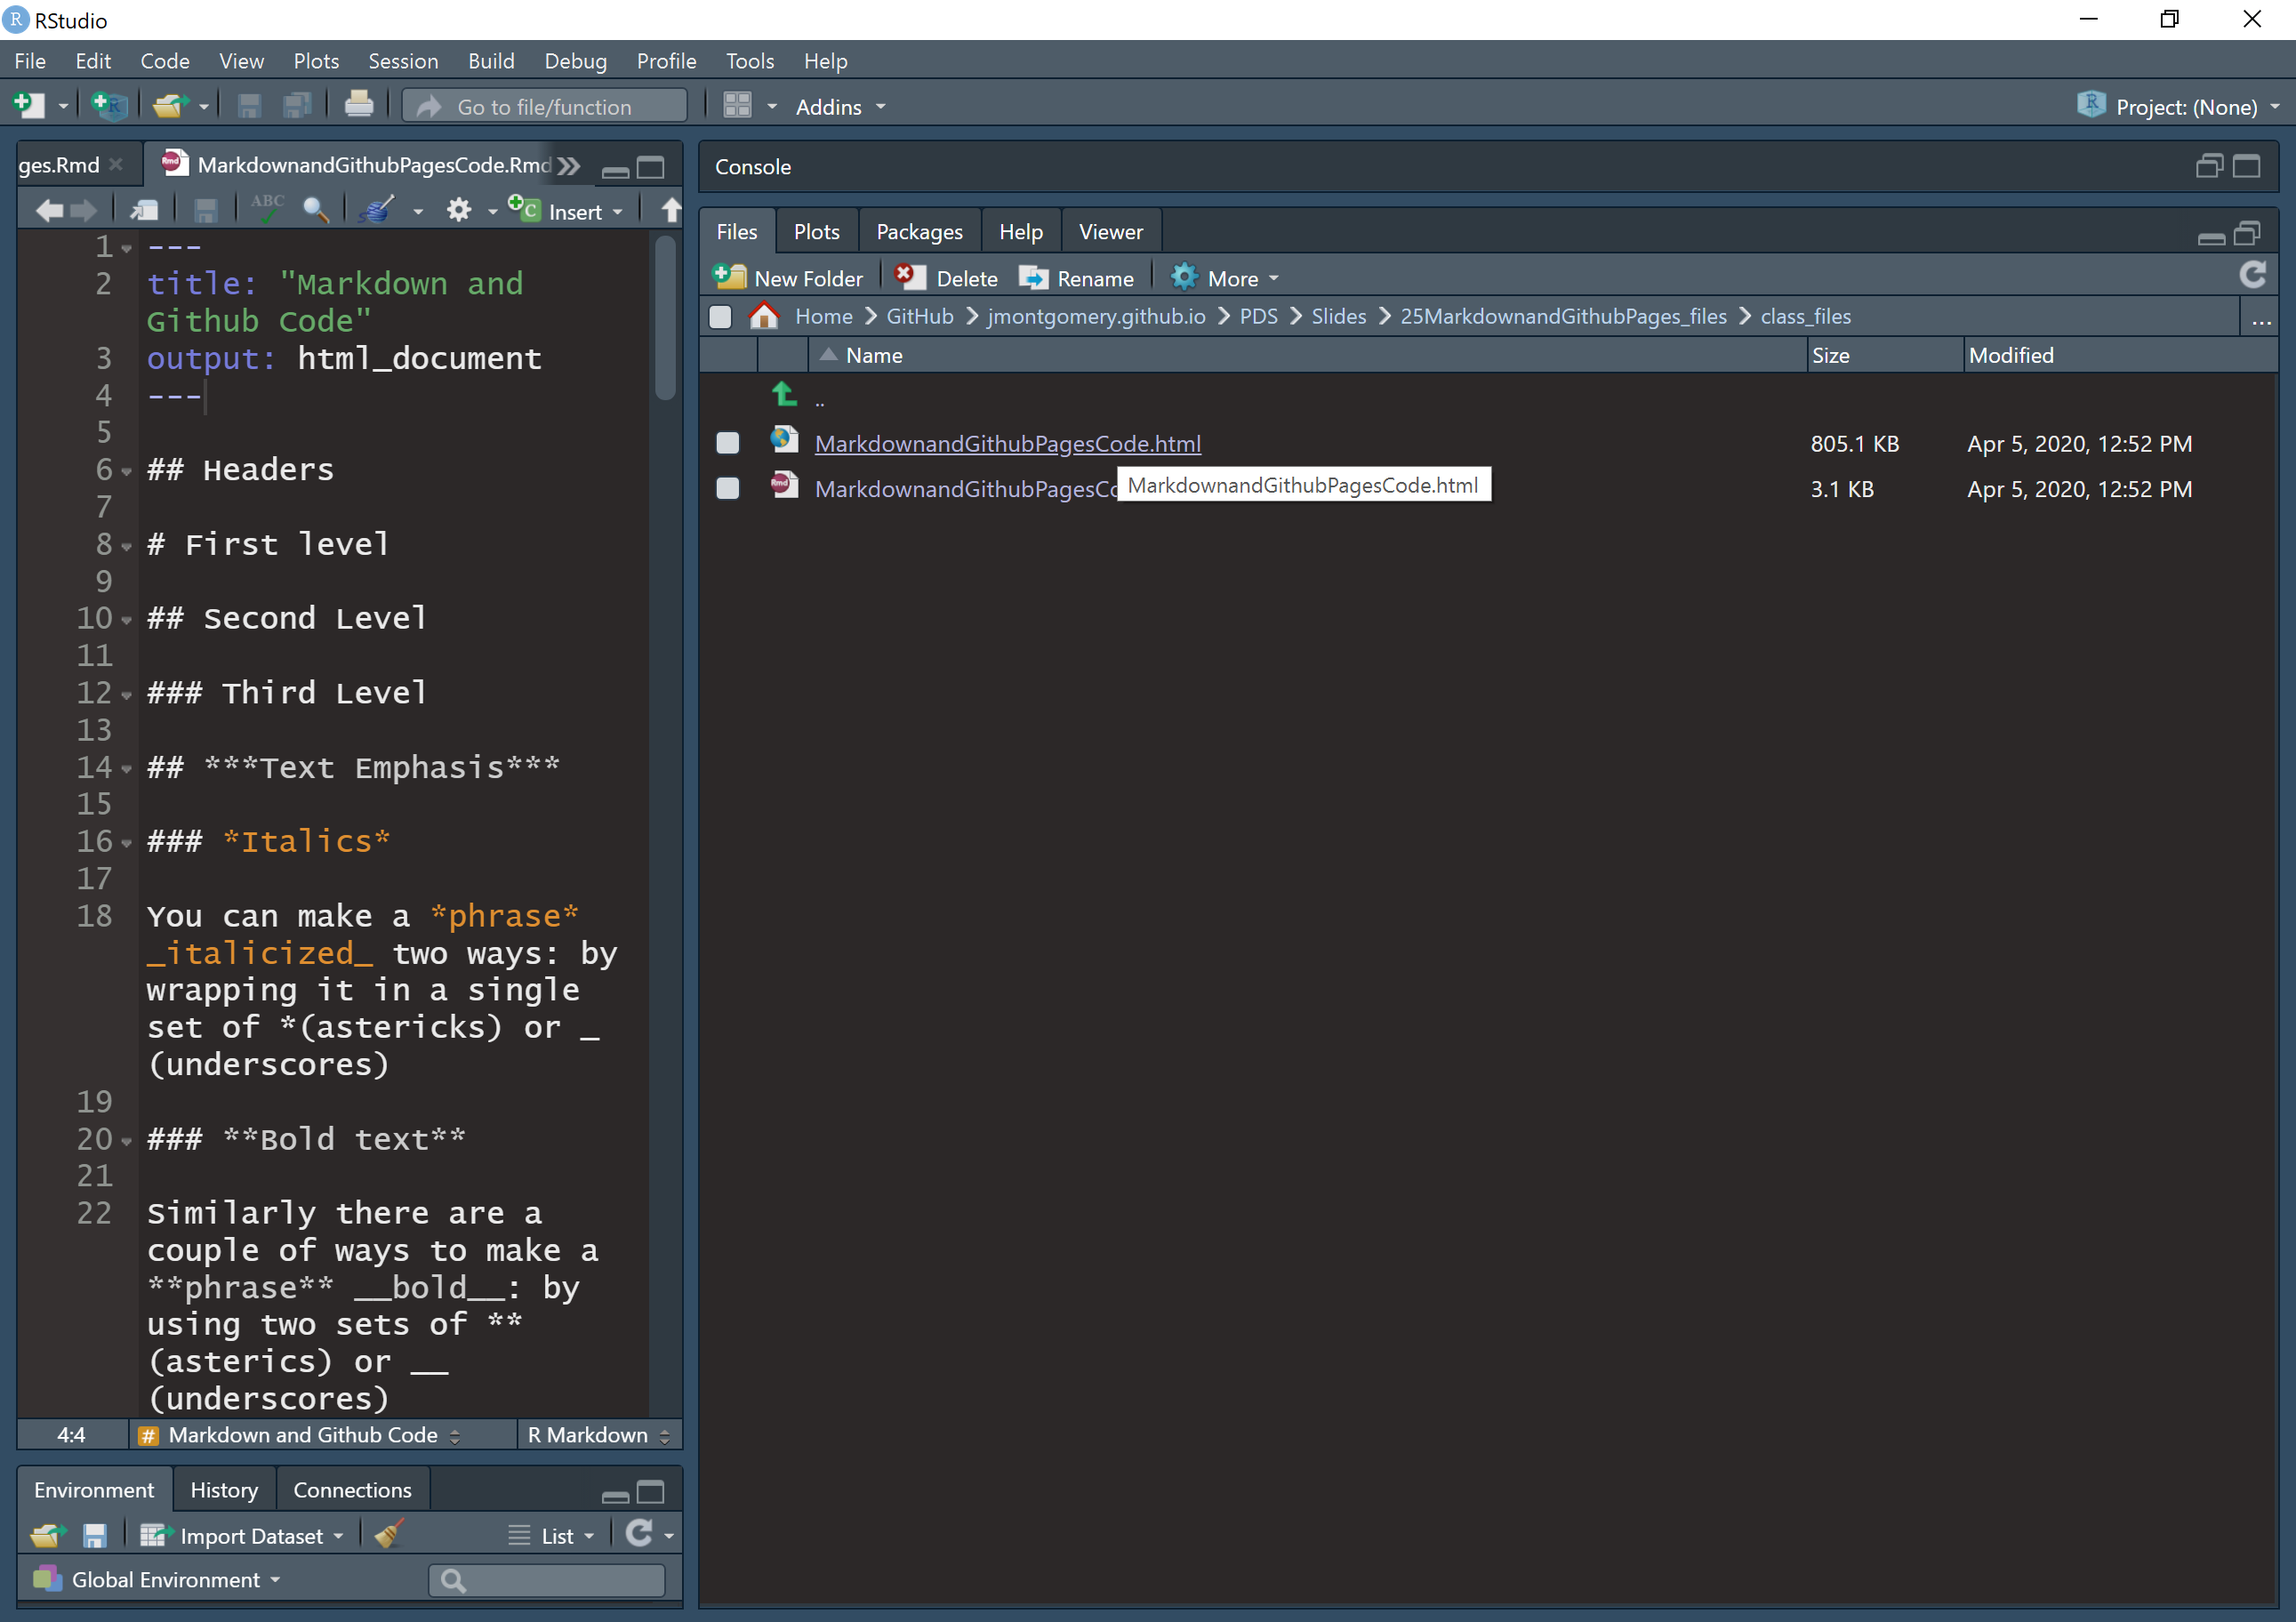 RStudio
File Edit Code View Plots Session Build Debug Profile Tools Help
Go to file/function Addins Project: (None)
ges.Rmd MarkdownandGithubPagesCode.Rmd
ABC Insert
1 ---
2 title: "Markdown and
Github Code"
3 output: html_document
4 ---
5
6 ## Headers
7
8 # First level
9
10 ## Second Level
11
12 ### Third Level
13
14 ## ***Text Emphasis***
15
16 ### *Italics*
17
18 You can make a *phrase*
_italicized_ two ways: by
wrapping it in a single
set of *(astericks) or _
(underscores)
19
20 ### **Bold text**
21
22 Similarly there are a
couple of ways to make a
**phrase** __bold__: by
using two sets of **
(asterics) or __
(underscores)
4:4 # Markdown and Github Code R Markdown
Environment History Connections
Import Dataset List
Global Environment
Console
Files Plots Packages Help Viewer
New Folder Delete Rename More
Home GitHub jmontgomery.github.io PDS Slides 25MarkdownandGithubPages_files class_files ...
Name Size Modified
..
MarkdownandGithubPagesCode.html 805.1 KB Apr 5, 2020, 12:52 PM
MarkdownandGithubPagesCo 3.1 KB Apr 5, 2020, 12:52 PM
MarkdownandGithubPagesCode.html